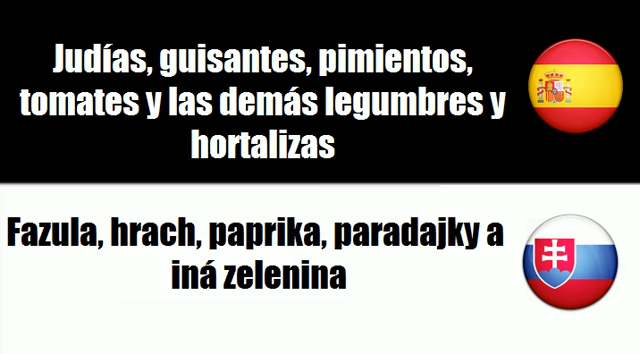 Judías, guisantes, pimientos,
tomates y las demás legumbres y
hortalizas
Fazula, hrach, paprika, paradajky a
iná zelenina